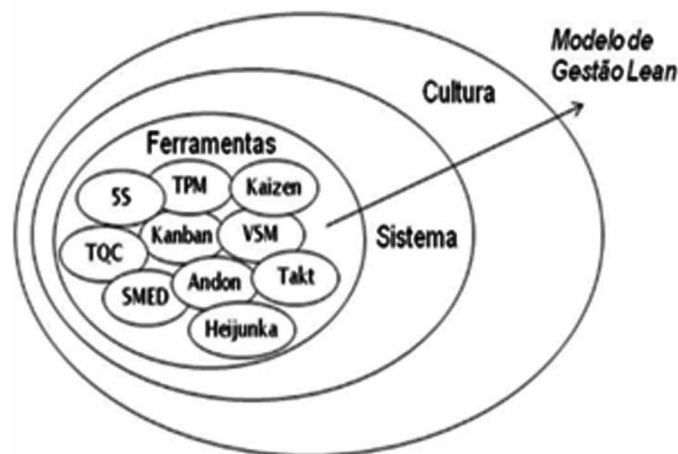 Modelo de
Gestão Lean
Cultura
Ferramentas
5S
TPM
Kaizen
Kanban
VSM
Sistema
TQC
SMED
Andon
Takt
Heijunka